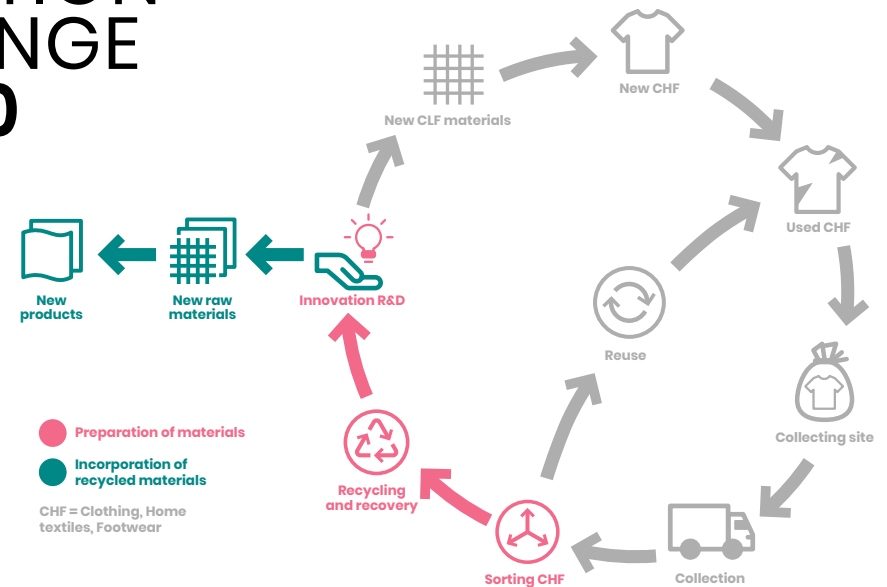 NGE
New CHF
New CLF materials
Used CHF
New
products
New raw
materials
Innovation R&D
Reuse
Collecting site
Preparation of materials
Incorporation of
recycled materials
CHF = Clothing, Home
textiles, Footwear
Recycling
and recovery
Sorting CHF
Collection